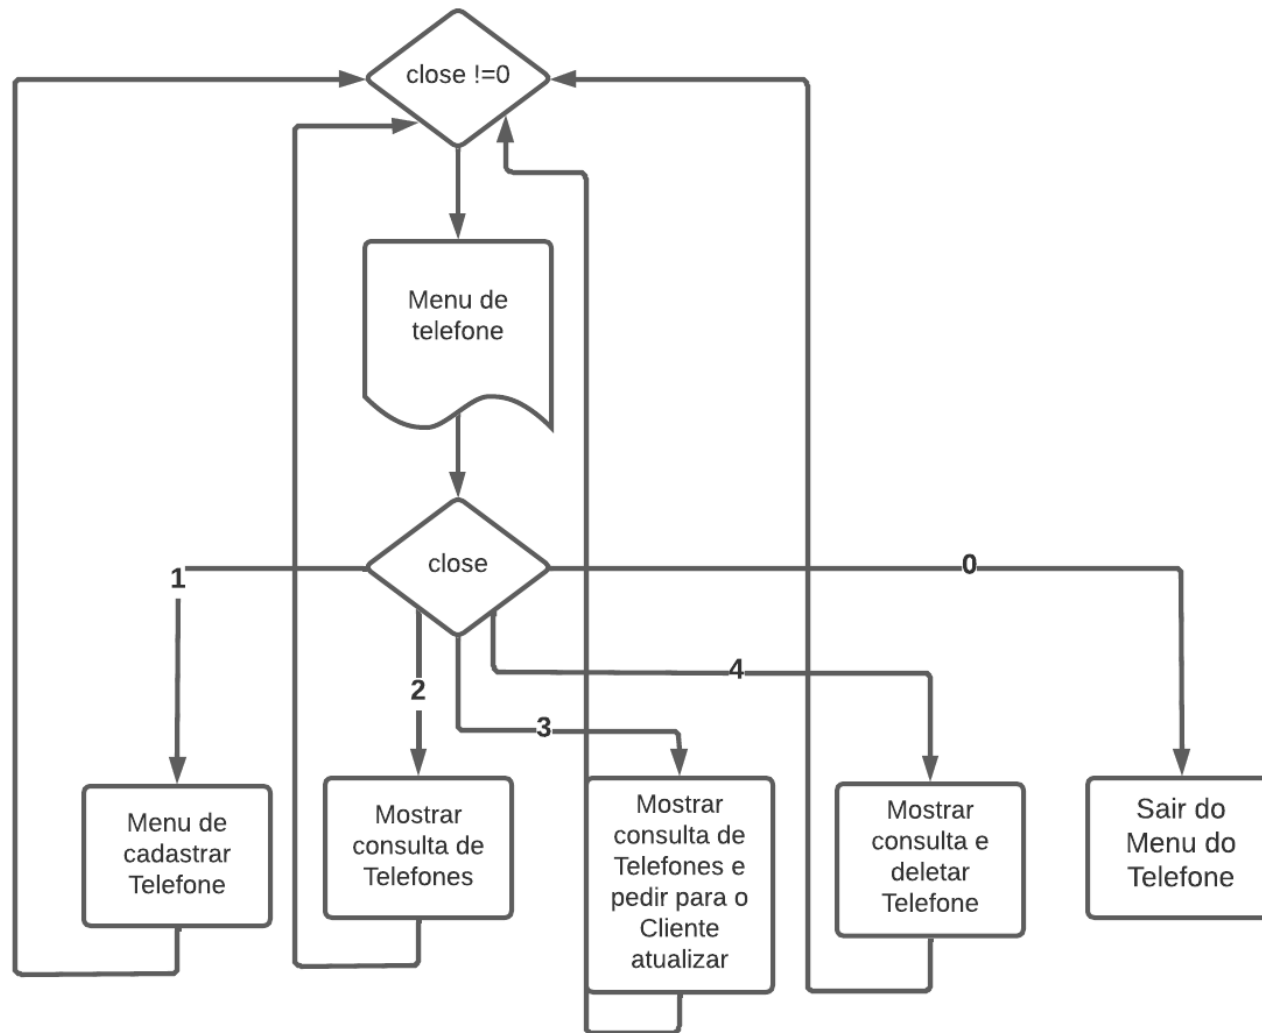 close !=0
Menu de
telefone
close
1
0
2
4
3
Menu de
cadastrar
Telefone
Mostrar
consulta de
Telefones
Mostrar
consulta de
Telefones e
pedir para o
Cliente
atualizar
Mostrar
consulta e
deletar
Telefone
Sair do
Menu do
Telefone